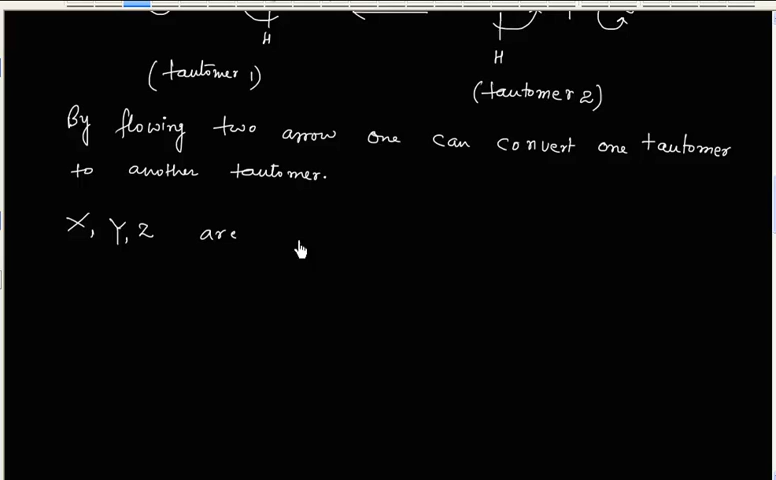 H
H
(tautomer 1)
(tautomer 2)
By flowing two arrow one can convert one tautomer
to another tautomer.
X, Y, Z are